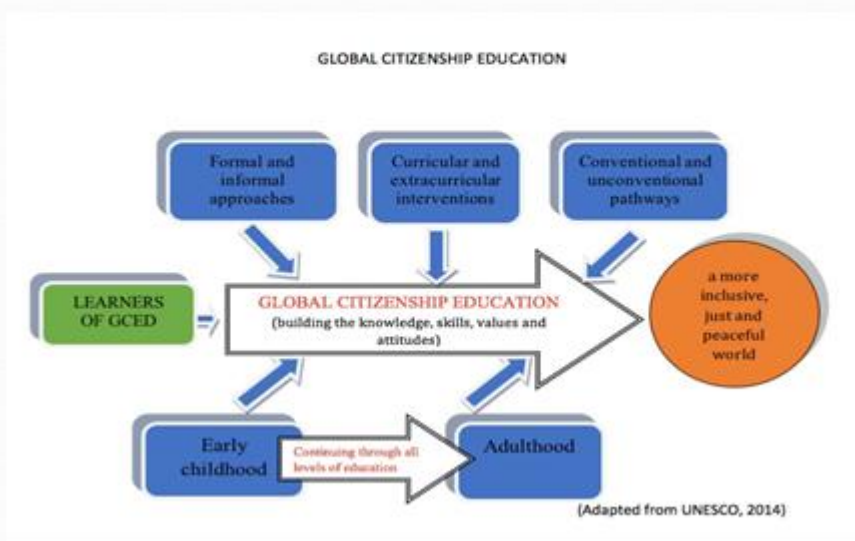 GLOBAL CITIZENSHIP EDUCATION
Formal and
informal
approaches
Curricular and
extracurricular
interventions
Conventional and
unconventional
pathways
LEARNERS
OF GCED
GLOBAL CITIZENSHIP EDUCATION
(building the knowledge, skills, values and
attitudes)
a more
inclusive,
just and
peaceful
world
Early
childhood
Continuing through all
levels of education
Adulthood
(Adapted from UNESCO, 2014)